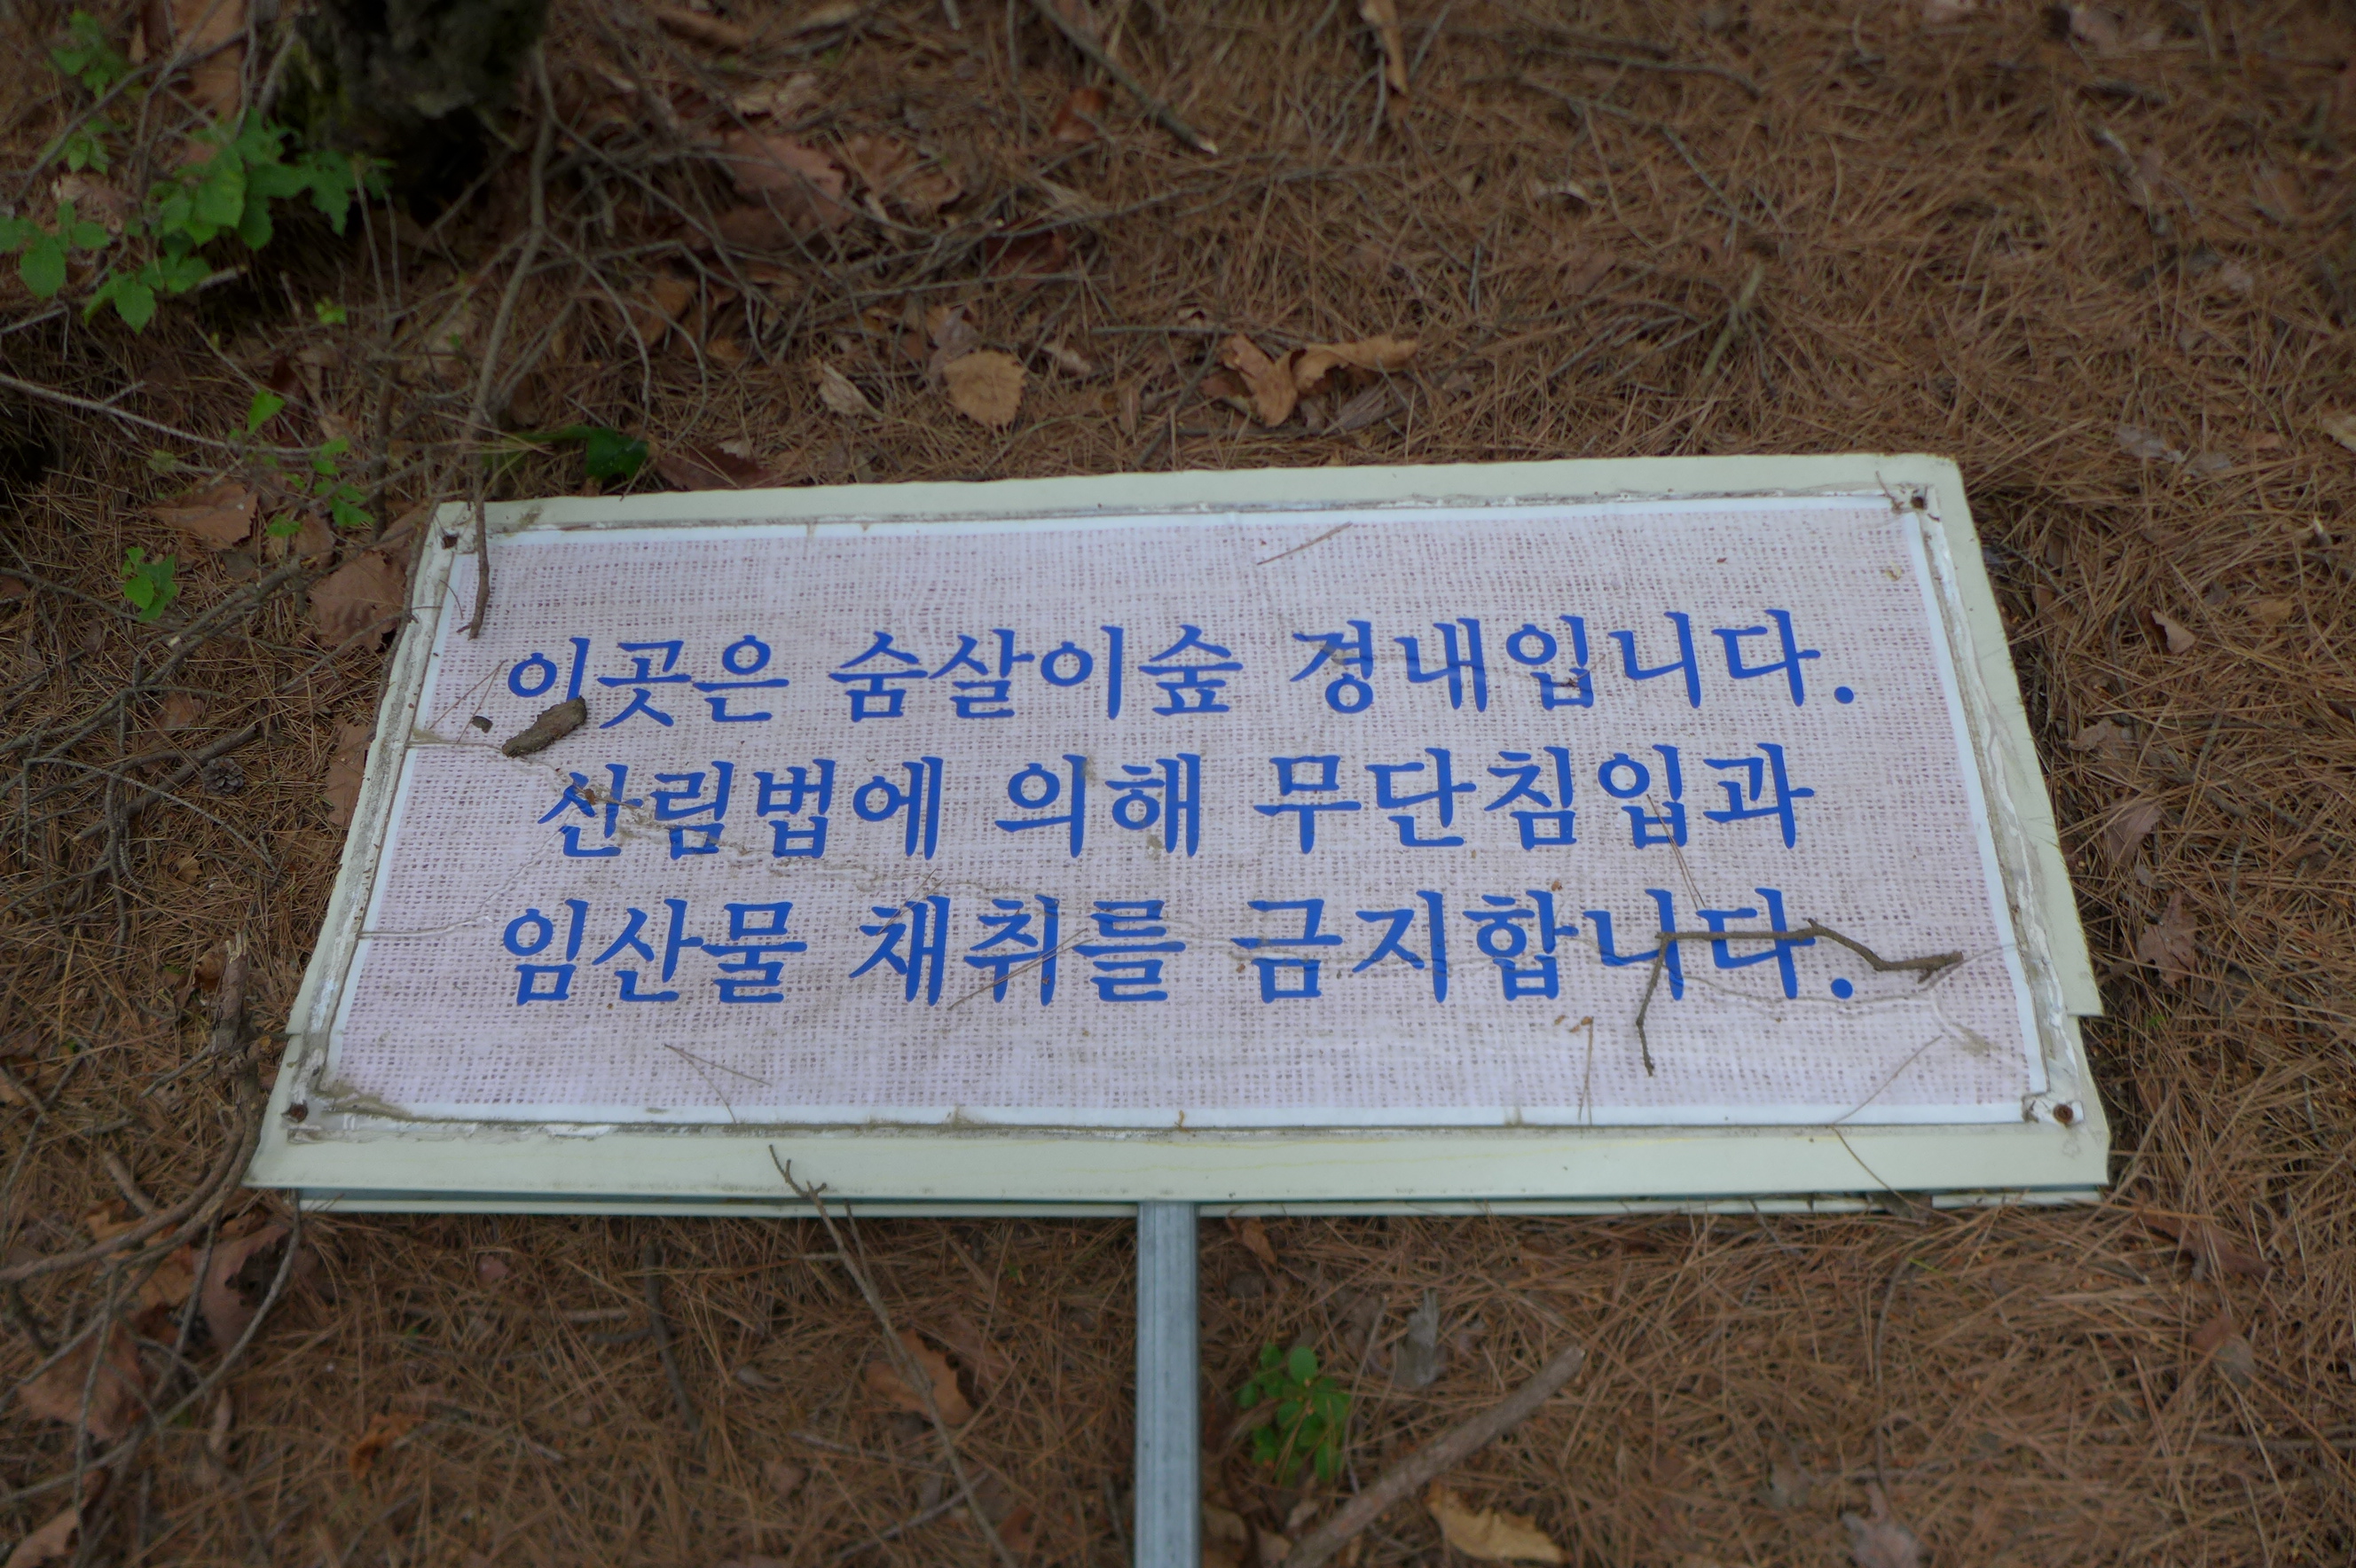 이곳은 숨살이숲 경내입니다.
산림법에 의해 무단침입과
임산물 채취를 금지합니다.